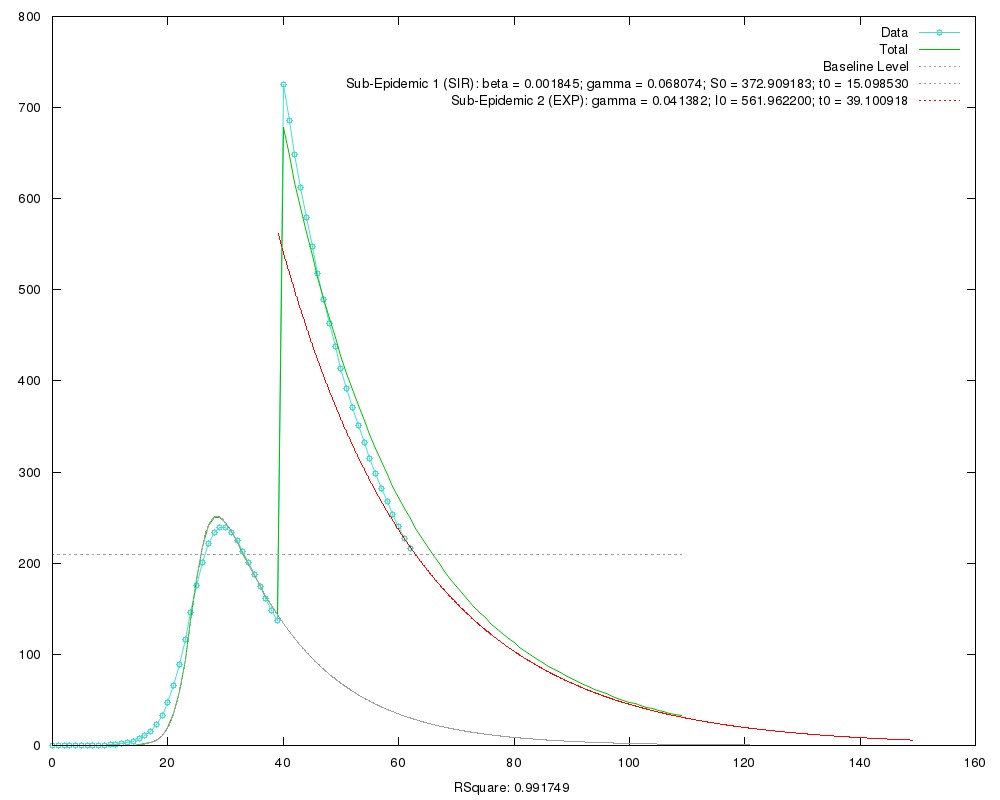 800
700
600
500
400
300
200
100
0
Data
Total
Baseline Level
Sub-Epidemic 1 (SIR): beta = 0.001845; gamma = 0.068074; S0 = 372.909183; t0 = 15.098530
Sub-Epidemic 2 (EXP): gamma = 0.041382; I0 = 561.962200; t0 = 39.100918
0 20 40 60 80 100 120 140 160
RSquare: 0.991749